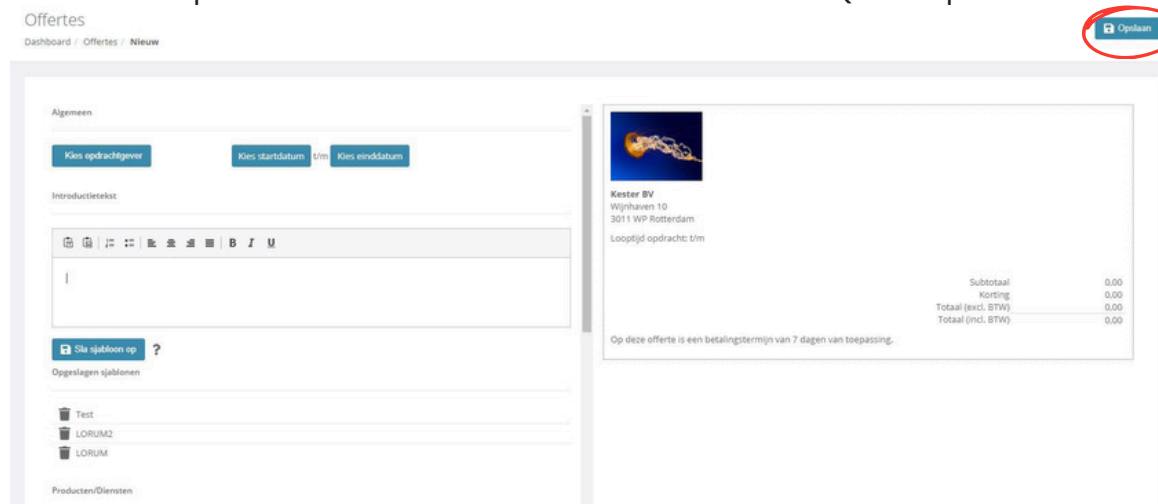 Offertes
Dashboard / Offertes / Nieuw
Opslaan
Algemeen
Kies opdrachtgever
Kies startdatum t/m Kies einddatum
Introductietekst
B I U
Sla sjabloon op ?
Opgeslagen sjablonen
Test
LORUM2
LORUM
Producten/Diensten
Kester BV
Wijnhaven 10
3011 WP Rotterdam
Looptijd opdracht: t/m
Subtotaal 0,00
Korting 0,00
Totaal (excl. BTW) 0,00
Totaal (incl. BTW) 0,00
Op deze offerte is een betalingstermijn van 7 dagen van toepassing.